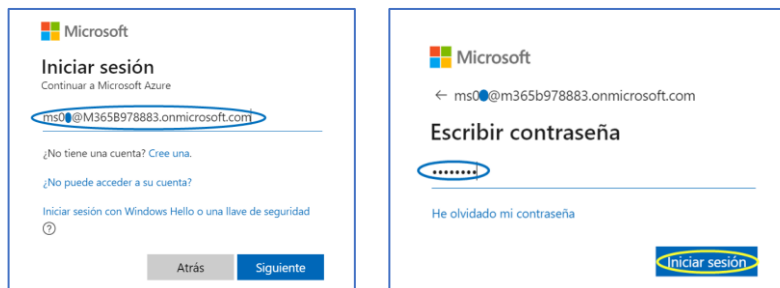 Microsoft
Iniciar sesión
Continuar a Microsoft Azure
@M365B978883.onmicrosoft.com
¿No tiene una cuenta? Cree una.
¿No puede acceder a su cuenta?
Iniciar sesión con Windows Hello o una llave de seguridad
?
Atrás Siguiente
Microsoft
← @m365b978883.onmicrosoft.com
Escribir contraseña
••••••••
He olvidado mi contraseña
Iniciar sesión